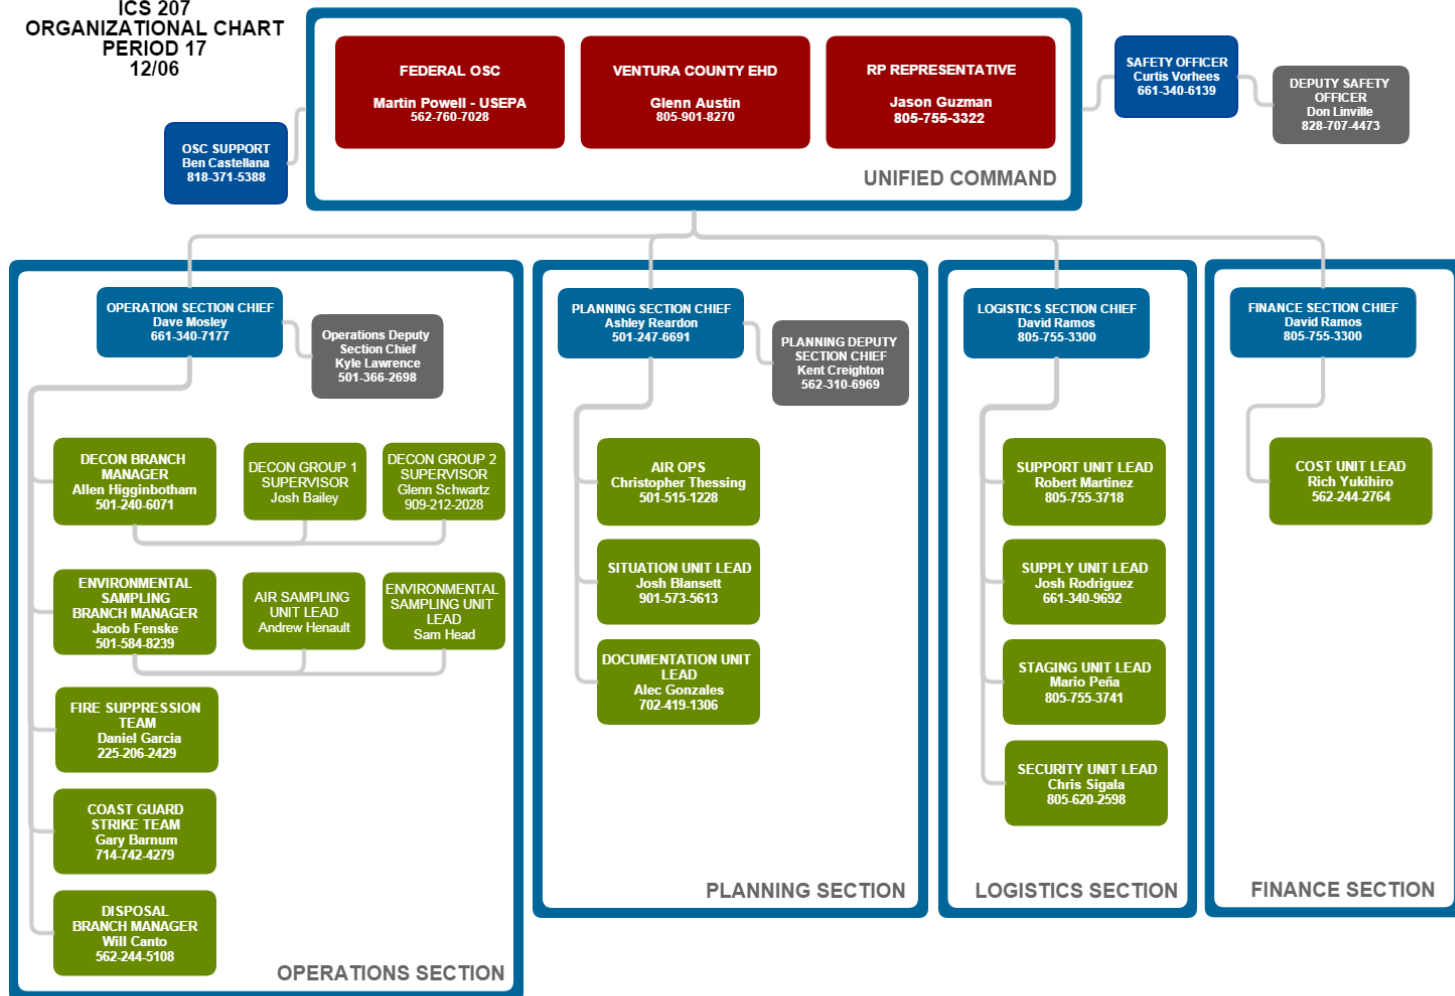 ICS 207
ORGANIZATIONAL CHART
PERIOD 17
12/06
FEDERAL OSC
Martin Powell - USEPA
562-760-7028
VENTURA COUNTY EHD
Glenn Austin
805-901-8270
RP REPRESENTATIVE
Jason Guzman
805-755-3322
UNIFIED COMMAND
SAFETY OFFICER
Curtis Vorhees
661-340-6139
DEPUTY SAFETY
OFFICER
Don Linville
828-707-4473
OSC SUPPORT
Ben Castellana
818-371-5388
OPERATION SECTION CHIEF
Dave Mosley
661-340-7177
Operations Deputy
Section Chief
Kyle Lawrence
501-366-2698
DECON BRANCH
MANAGER
Allen Higginbotham
501-240-6071
DECON GROUP 1
SUPERVISOR
Josh Bailey
DECON GROUP 2
SUPERVISOR
Glenn Schwartz
909-212-2028
ENVIRONMENTAL
SAMPLING
BRANCH MANAGER
Jacob Fenske
501-584-8239
AIR SAMPLING
UNIT LEAD
Andrew Henault
ENVIRONMENTAL
SAMPLING UNIT
LEAD
Sam Head
FIRE SUPPRESSION
TEAM
Daniel Garcia
225-206-2429
COAST GUARD
STRIKE TEAM
Gary Barnum
714-742-4279
DISPOSAL
BRANCH MANAGER
Will Canto
562-244-5108
OPERATIONS SECTION
PLANNING SECTION CHIEF
Ashley Reardon
501-247-6691
PLANNING DEPUTY
SECTION CHIEF
Kent Creighton
562-310-6969
AIR OPS
Christopher Thessing
501-515-1228
SITUATION UNIT LEAD
Josh Blansett
901-573-5613
DOCUMENTATION UNIT
LEAD
Alec Gonzales
702-419-1306
PLANNING SECTION
LOGISTICS SECTION CHIEF
David Ramos
805-755-3300
SUPPORT UNIT LEAD
Robert Martinez
805-755-3718
SUPPLY UNIT LEAD
Josh Rodriguez
661-340-9692
STAGING UNIT LEAD
Mario Peña
805-755-3741
SECURITY UNIT LEAD
Chris Sigala
805-620-2598
LOGISTICS SECTION
FINANCE SECTION CHIEF
David Ramos
805-755-3300
COST UNIT LEAD
Rich Yukihiro
562-244-2764
FINANCE SECTION